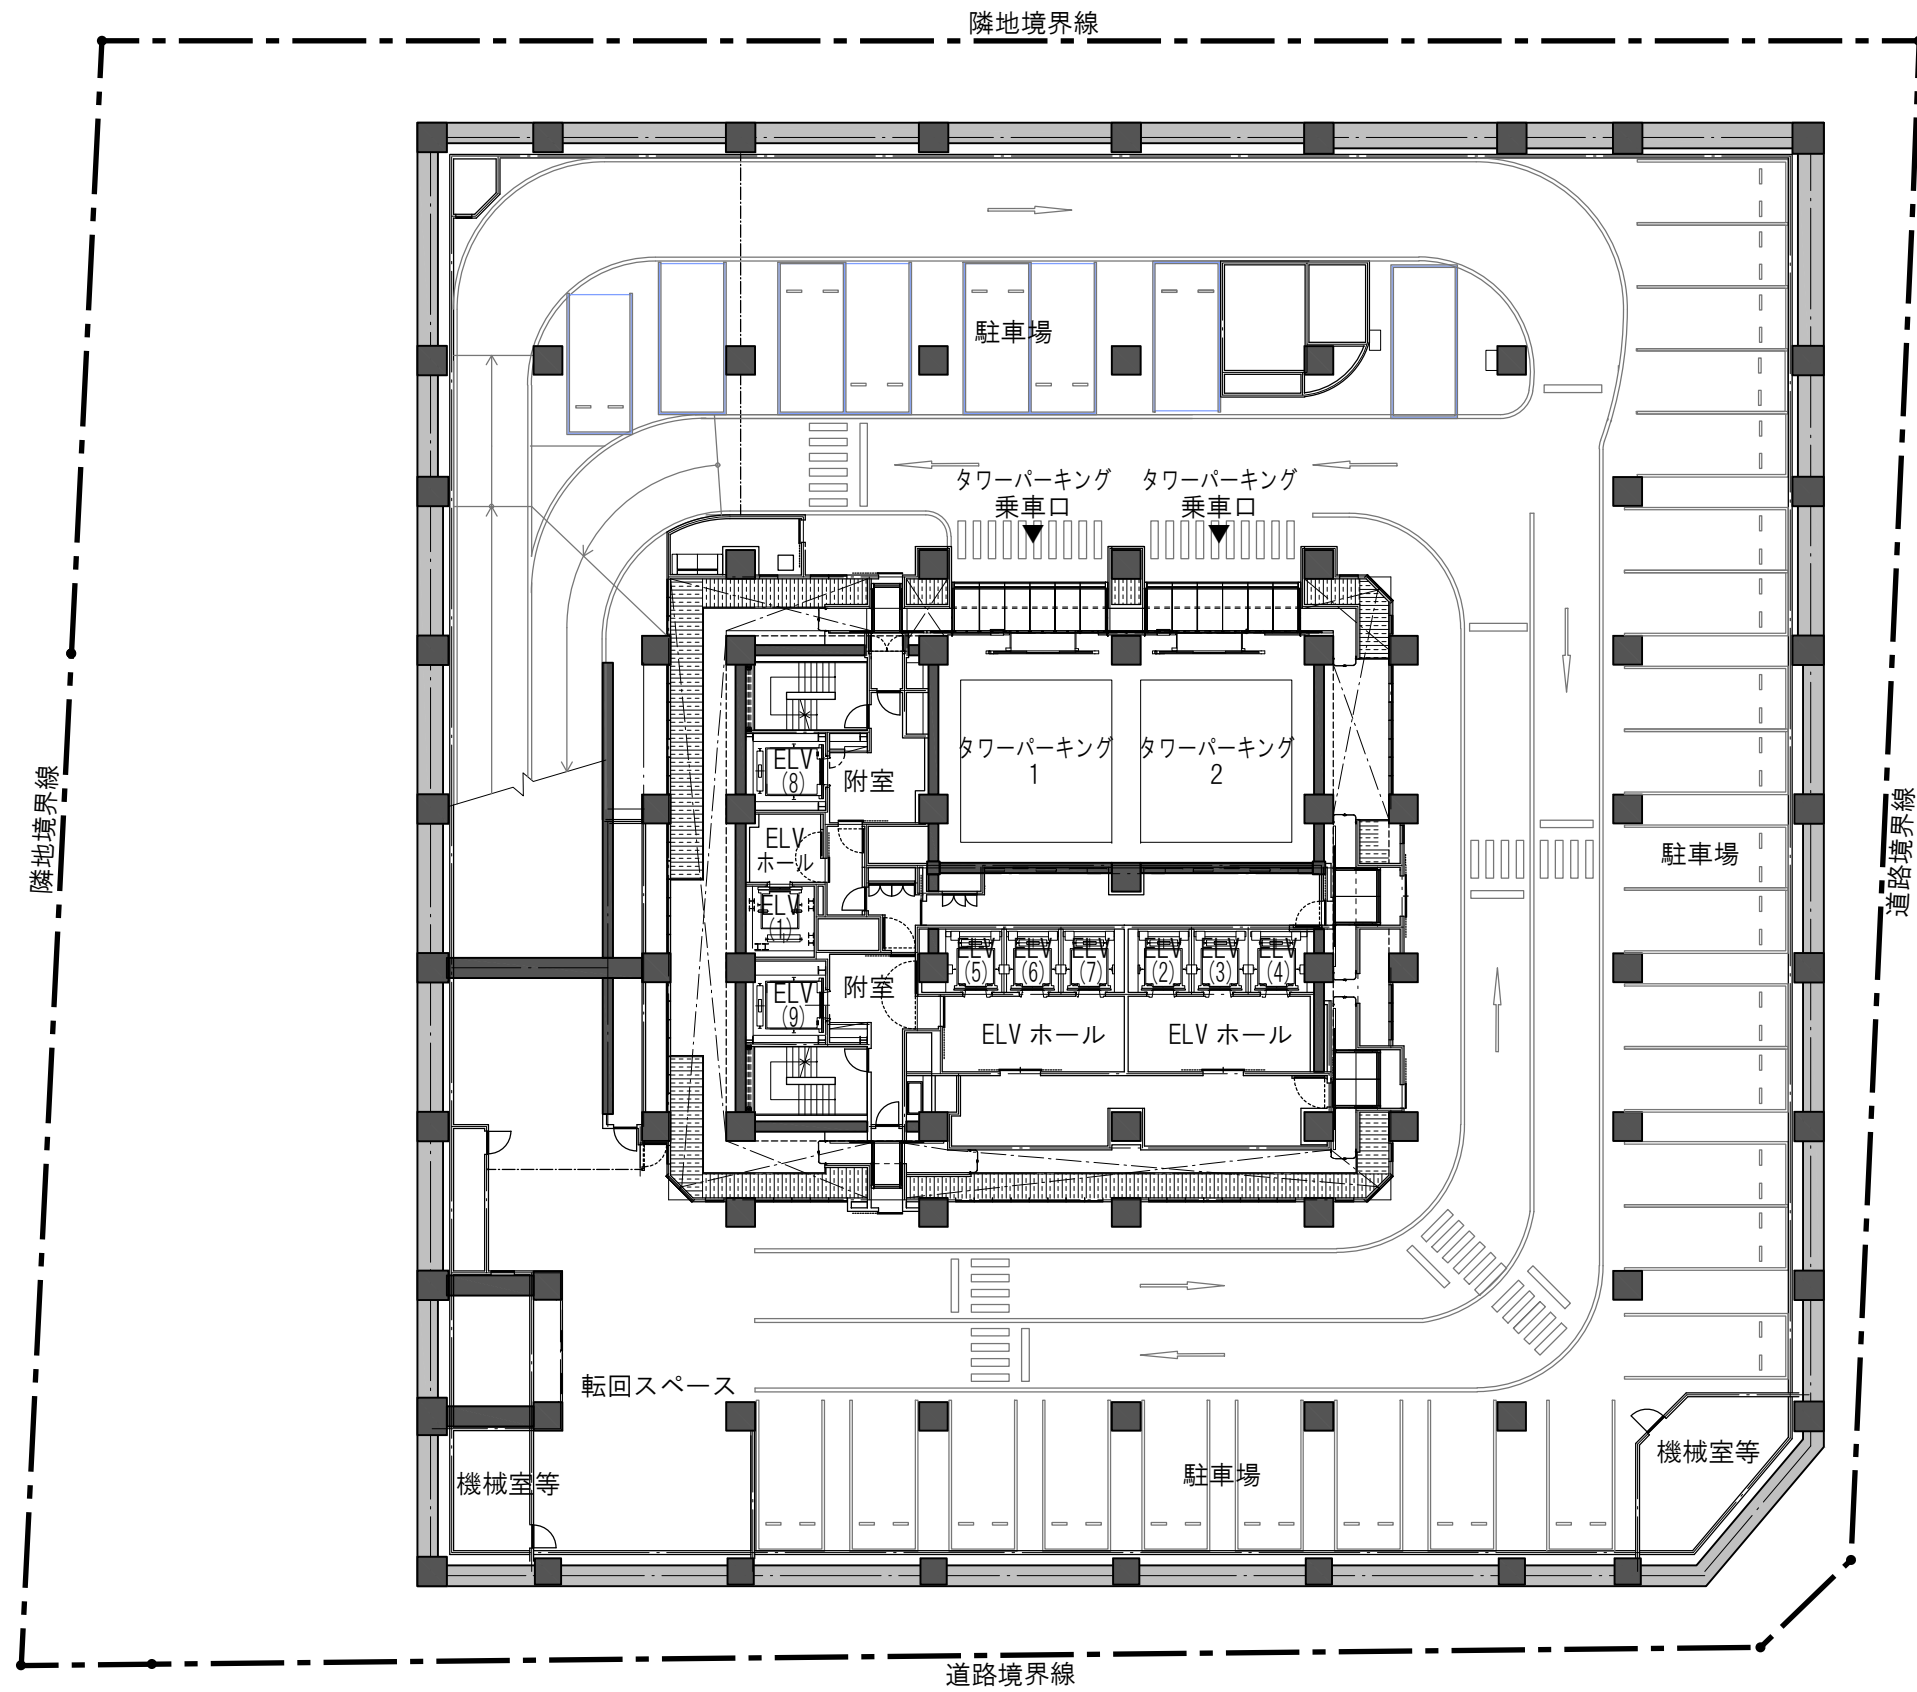 隣地境界線
駐車場
タワーパーキング
乗車口
タワーパーキング
乗車口
タワーパーキング
1
タワーパーキング
2
ELV
(8)
附室
ELV
ホール
ELV
(1)
ELV
(9)
附室
ELV
(5)
ELV
(6)
ELV
(7)
ELV
(2)
ELV
(3)
ELV
(4)
ELV ホール
ELV ホール
隣地境界線
駐車場
道路境界線
転回スペース
機械室等
駐車場
機械室等
道路境界線